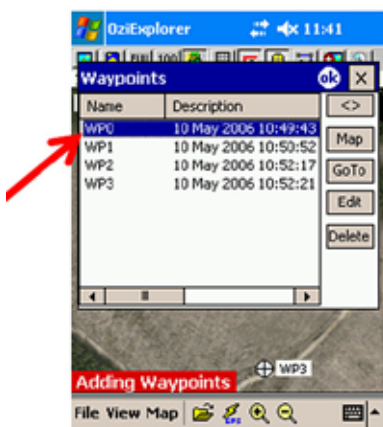 OziExplorer 11:41
Waypoints ok X
Name Description <>
WP0 10 May 2006 10:49:43
WP1 10 May 2006 10:50:52
Map
WP2 10 May 2006 10:52:17
GoTo
WP3 10 May 2006 10:52:21
Edit
Delete
WP3
Adding Waypoints
File View Map GPS